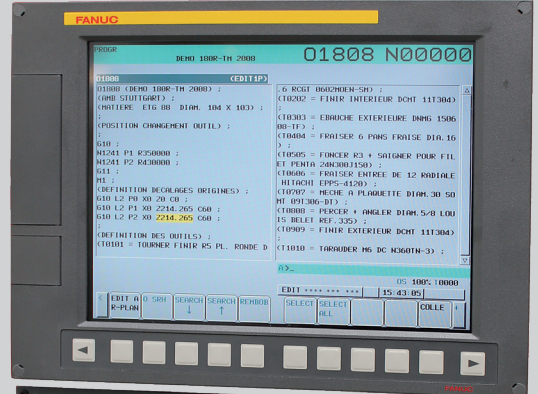 FANUC
PROGR
DEMO 180R-TM 2008
O1808 N00000
O1808 (EDIT1P)
O1808 (DEMO 180R-TM 2008) ;
(AMB STUTTGART) ;
(MATIERE ETG 88 DIAM. 104 X 103) ;
;
(POSITION CHANGEMENT OUTIL) ;
;
G10 ;
N1241 P1 R350000 ;
N1241 P2 R430000 ;
G11 ;
M1 ;
(DEFINITION DECALAGES ORIGINES) ;
G10 L2 P0 X0 Z0 C0 ;
G10 L2 P1 X0 Z214.265 C60 ;
G10 L2 P2 X0 Z214.265 C60 ;
;
(DEFINITION DES OUTILS) ;
(T0101 = TOURNER FINIR R5 PL. RONDE D
.6 RCGT 0602MOEN-SM) ;
(T0202 = FINIR INTERIEUR DCMT 11T304)
;
(T0303 = EBAUCHE EXTERIEURE DNMG 1506
08-TF) ;
(T0404 = FRAISER 6 PANS FRAISE DIA.16
) ;
(T0505 = FONCER R3 + SAIGNER POUR FIL
ET PENTA 24N300J150) ;
(T0606 = FRAISER ENTREE DE 12 RADIALE
HITACHI EPPS-d120) ;
(T0707 = MECHE A PLAQUETTE DIAM.30 SO
MT 09T306-DT) ;
(T0808 = PERCER + ANGLER DIAM.5/8 LOU
IS BELET REF.335) ;
(T0909 = FINIR EXTERIEUR DCMT 11T304)
;
(T1010 = TARAUDER M6 DC N360TN-3) ;
A>_
OS 100% T0000
EDIT **** *** *** 15:43:05
< EDIT A O SRH SEARCH SEARCH REMBOB SELECT SELECT COLLE +
R-PLAN ↓ ↑ ALL
FANUC